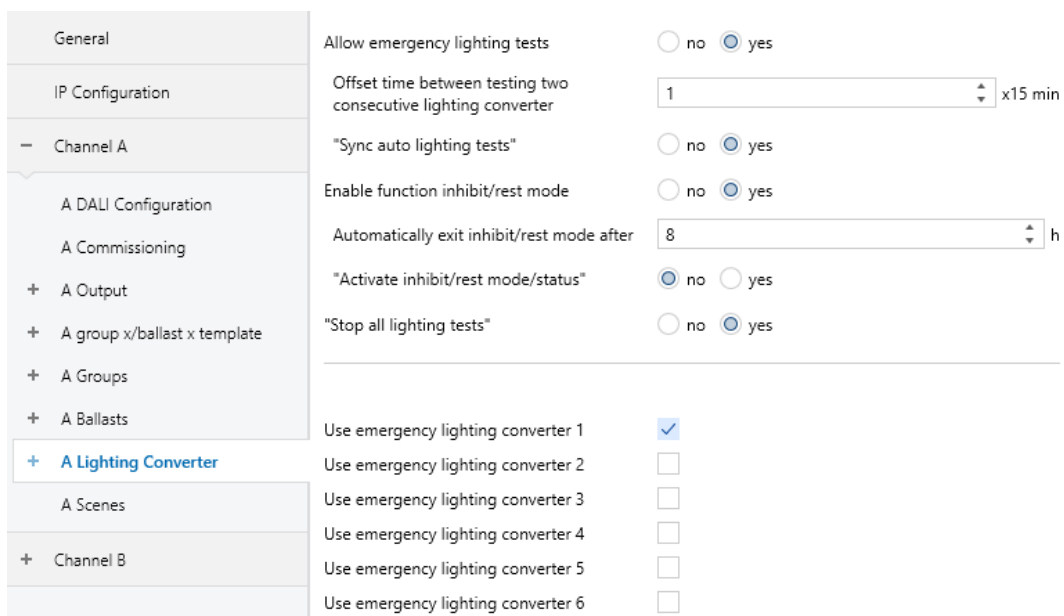 General
IP Configuration
− Channel A
A DALI Configuration
A Commissioning
+ A Output
+ A group x/ballast x template
+ A Groups
+ A Ballasts
+ A Lighting Converter
A Scenes
+ Channel B
Allow emergency lighting tests no yes
Offset time between testing two
consecutive lighting converter 1 x15 min
"Sync auto lighting tests" no yes
Enable function inhibit/rest mode no yes
Automatically exit inhibit/rest mode after 8 h
"Activate inhibit/rest mode/status" no yes
"Stop all lighting tests" no yes
Use emergency lighting converter 1
Use emergency lighting converter 2
Use emergency lighting converter 3
Use emergency lighting converter 4
Use emergency lighting converter 5
Use emergency lighting converter 6